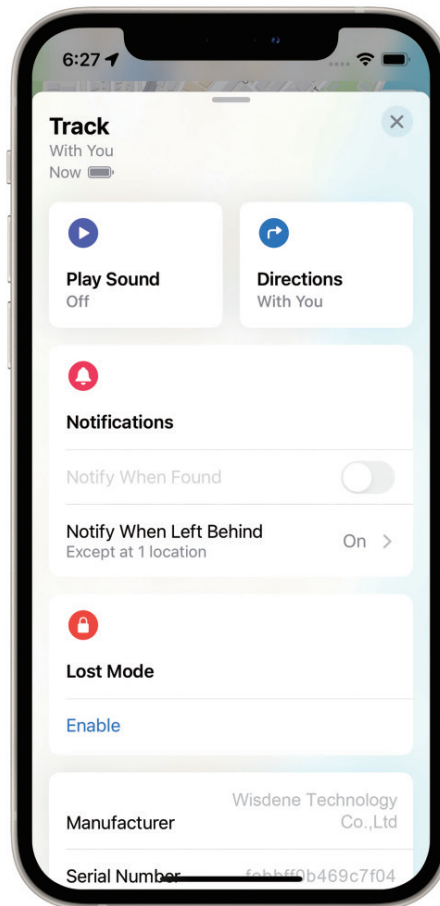 6:27
Track
With You
Now
Play Sound
Off
Directions
With You
Notifications
Notify When Found
Notify When Left Behind
Except at 1 location
On
Lost Mode
Enable
Wisdene Technology
Manufacturer Co.,Ltd
Serial Number febbff0b469c7f04